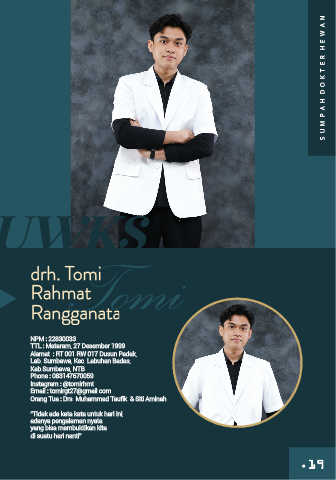 SUMPAH DOKTER HEWAN
UWKS
Tomi
drh. Tomi
Rahmat
Rangganata
NPM : 22830033
TTL : Mataram, 27 Desember 1999
Alamat : RT 001 RW 017 Dusun Padak,
Lab Sumbawa, Kec Labuhan Badas,
Kab Sumbawa, NTB
Phone : 083147670059
Instagram : @tomirhmt
Email : tomirgt27@gmail.com
Orang Tua : Drs Muhammad Taufik & Siti Aminah
"Tidak ada kata kata untuk hari ini,
adanya pengalaman nyata
yang bisa membuktikan kita
di suatu hari nanti"
19